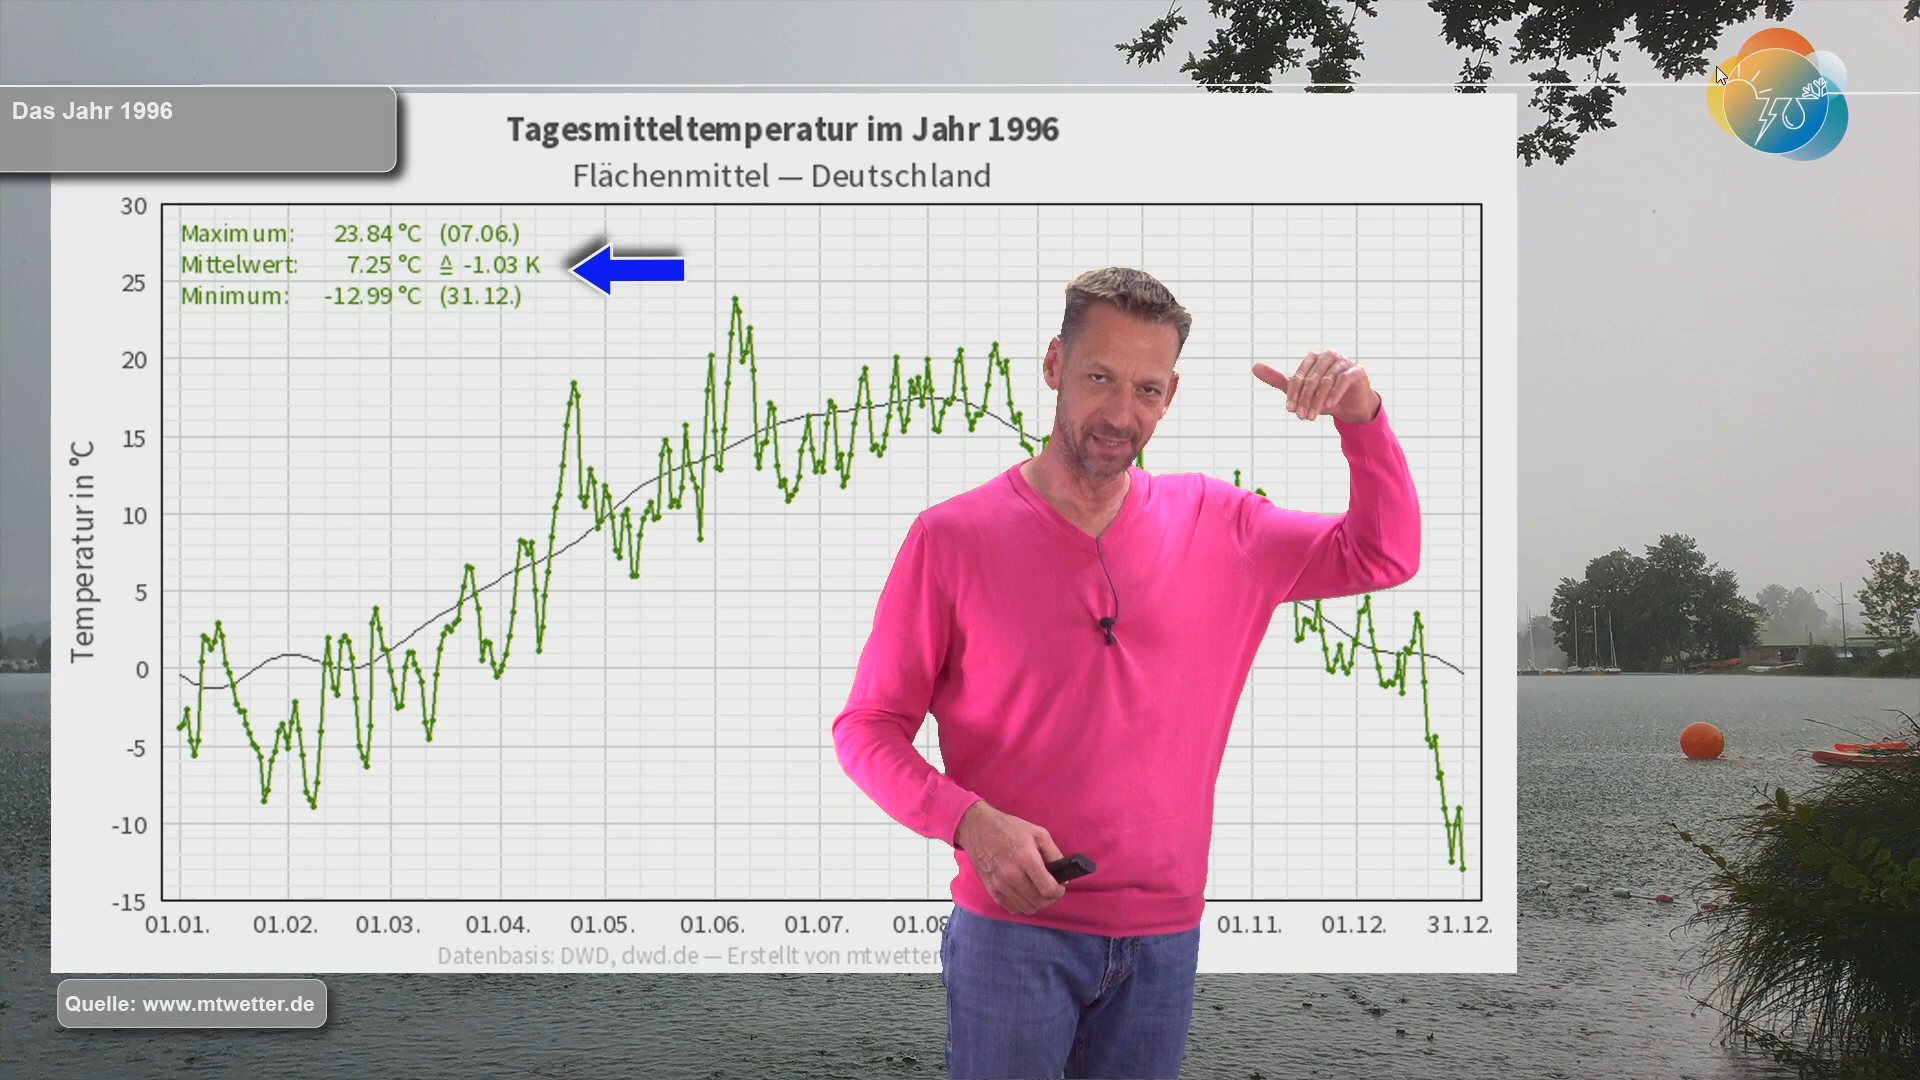 Das Jahr 1996
Tagesmitteltemperatur im Jahr 1996
Flächenmittel — Deutschland
Maximum: 23.84 °C (07.06.)
Mittelwert: 7.25 °C ≙ -1.03 K
Minimum: -12.99 °C (31.12.)
Temperatur in °C
30
25
20
15
10
5
0
-5
-10
-15
01.01. 01.02. 01.03. 01.04. 01.05. 01.06. 01.07. 01.08 01.11. 01.12. 31.12.
Datenbasis: DWD, dwd.de — Erstellt von mtwetter
Quelle: www.mtwetter.de